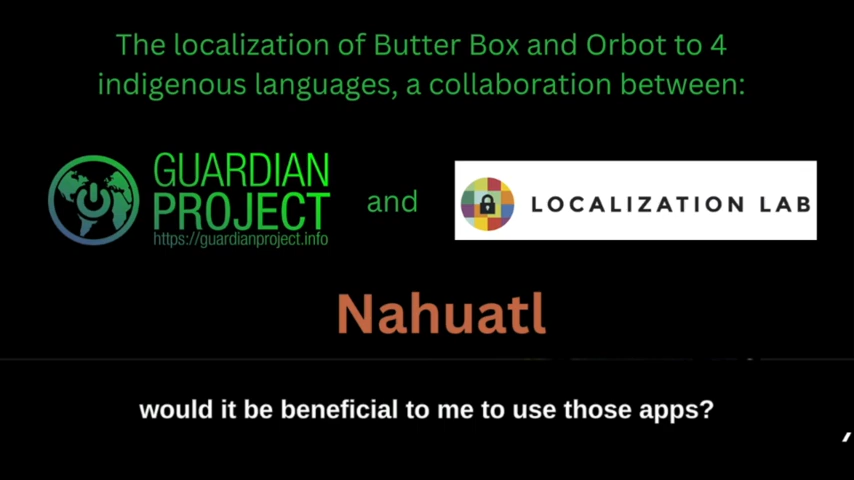 The localization of Butter Box and Orbot to 4
indigenous languages, a collaboration between:
GUARDIAN
PROJECT
https://guardianproject.info
and
LOCALIZATION LAB
Nahuatl
would it be beneficial to me to use those apps?